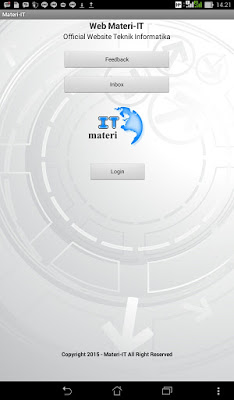 14.21
Materi-IT
Web Materi-IT
Official Website Teknik Informatika
Feedback
Inbox
IT
materi
Login
Copyright 2015 - Materi-IT All Right Reserved